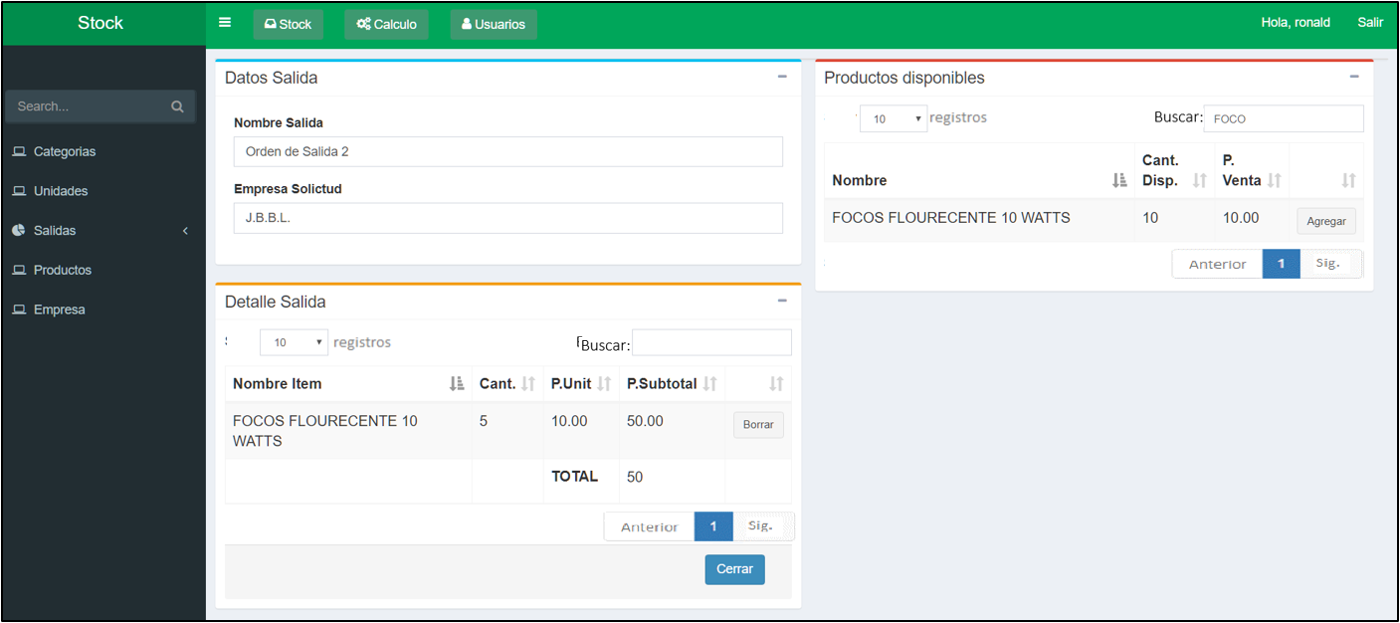 Stock
Stock
Calculo
Usuarios
Hola, ronald
Salir
Search...
Categorias
Unidades
Salidas
Productos
Empresa
Datos Salida
Nombre Salida
Orden de Salida 2
Empresa Solictud
J.B.B.L.
Detalle Salida
10 registros
Buscar:
Nombre Item Cant. P.Unit P.Subtotal
FOCOS FLOURECENTE 10 5 10.00 50.00 Borrar
WATTS
TOTAL 50
Anterior 1 Sig.
Cerrar
Productos disponibles
10 registros Buscar: FOCO
Cant. P.
Nombre Disp. Venta
FOCOS FLOURECENTE 10 WATTS 10 10.00 Agregar
Anterior 1 Sig.